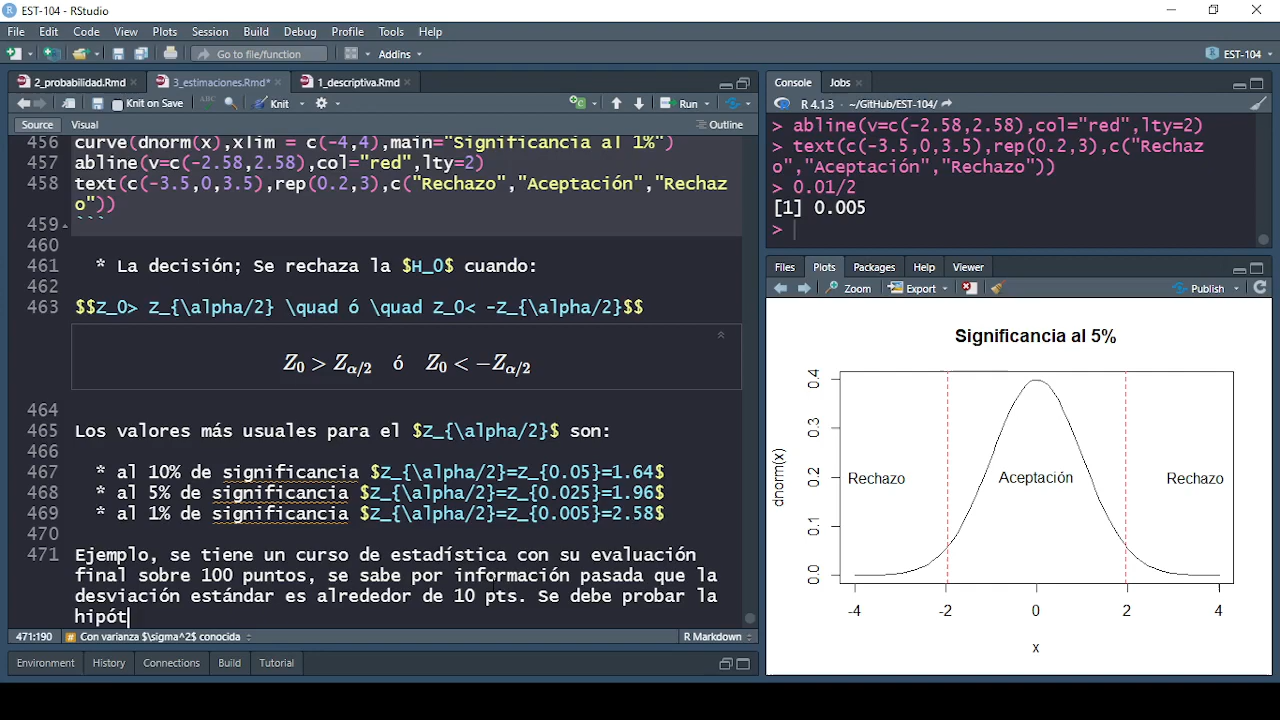 EST-104 - RStudio
File Edit Code View Plots Session Build Debug Profile Tools Help
Go to file/function Addins EST-104
2_probabilidad.Rmd 3_estimaciones.Rmd* 1_descriptiva.Rmd
Knit on Save ABC Knit Run
Source Visual Outline
456 curve(dnorm(x),xlim = c(-4,4),main="Significancia al 1%")
457 abline(v=c(-2.58,2.58),col="red",lty=2)
458 text(c(-3.5,0,3.5),rep(0.2,3),c("Rechazo","Aceptación","Rechaz
o"))
459 ```
460
461 * La decisión; Se rechaza la $H_0$ cuando:
462
463 $$Z_0> Z_{\alpha/2} \quad ó \quad Z_0< -Z_{\alpha/2}$$
Z₀ > Z_α/2 ó Z₀ < −Z_α/2
464
465 Los valores más usuales para el $Z_{\alpha/2}$ son:
466
467 * al 10% de significancia $Z_{\alpha/2}=Z_{0.05}=1.64$
468 * al 5% de significancia $Z_{\alpha/2}=Z_{0.025}=1.96$
469 * al 1% de significancia $Z_{\alpha/2}=Z_{0.005}=2.58$
470
471 Ejemplo, se tiene un curso de estadística con su evaluación
final sobre 100 puntos, se sabe por información pasada que la
desviación estándar es alrededor de 10 pts. Se debe probar la
hipót
471:190 # Con varianza $\sigma^2$ conocida R Markdown
Environment History Connections Build Tutorial
Console Jobs
R 4.1.3 · ~/GitHub/EST-104/
> abline(v=c(-2.58,2.58),col="red",lty=2)
> text(c(-3.5,0,3.5),rep(0.2,3),c("Rechaz
o","Aceptación","Rechazo"))
> 0.01/2
[1] 0.005
>
Files Plots Packages Help Viewer
Zoom Export Publish
Significancia al 5%
dnorm(x)
0.4
0.3
0.2
0.1
0.0
Rechazo Aceptación Rechazo
-4 -2 0 2 4
x